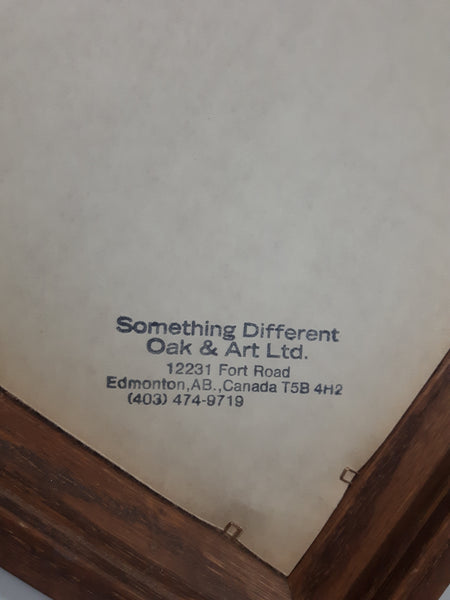 Something Different
Oak & Art Ltd.
12231 Fort Road
Edmonton,AB.,Canada T5B 4H2
(403) 474-9719